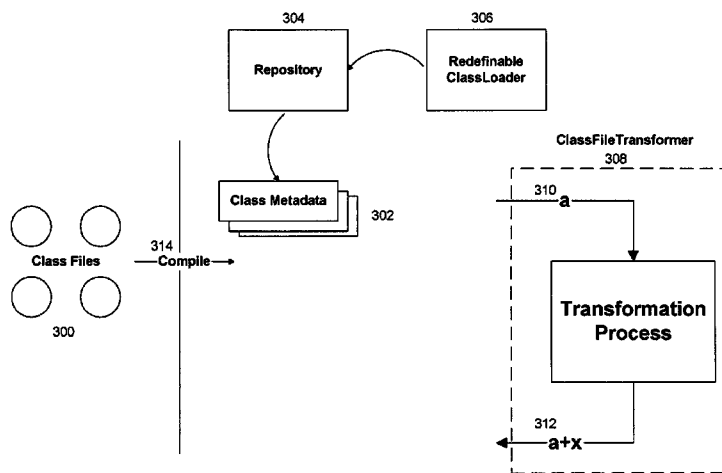 304
306
Repository
Redefinable
ClassLoader
ClassFileTransformer
308
Class Metadata
302
310
a
314
Class Files
Compile
300
Transformation
Process
312
a+x